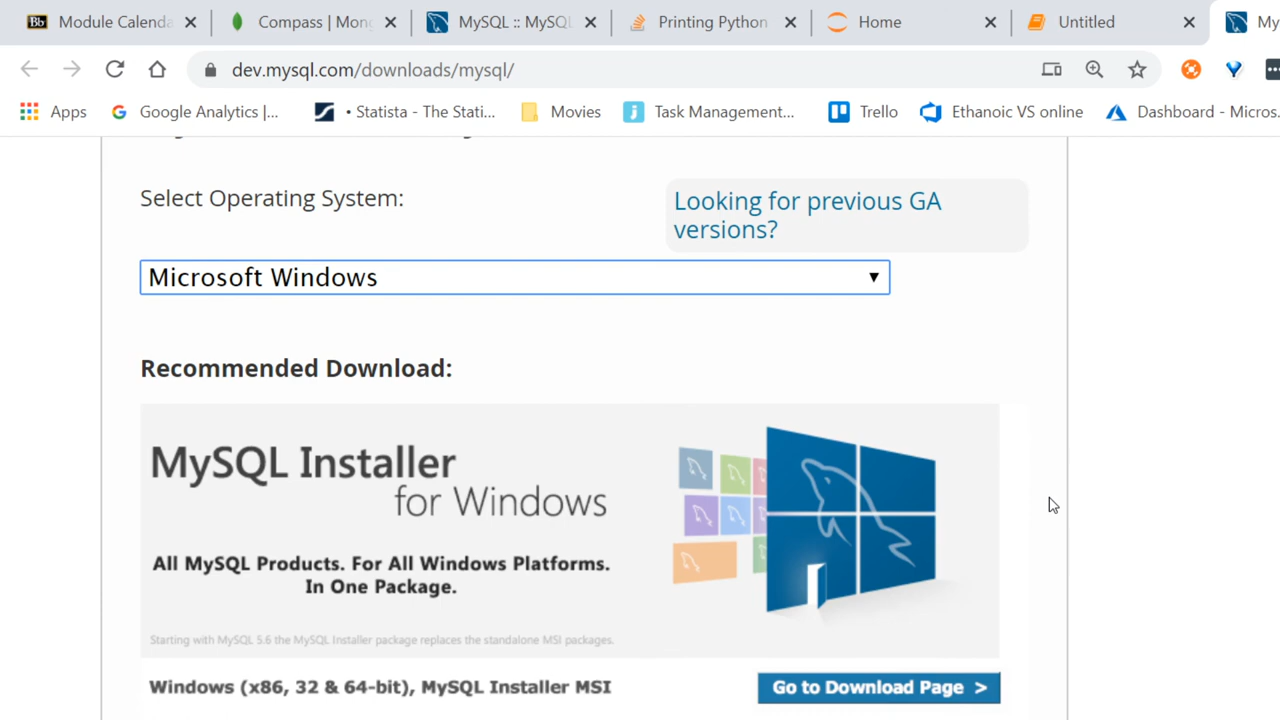 Bb Module Calenda
Compass | Mong
MySQL :: MySQL
Printing Python
Home
Untitled
My
dev.mysql.com/downloads/mysql/
Apps
Google Analytics |...
• Statista - The Stati...
Movies
j Task Management...
Trello
Ethanoic VS online
Dashboard - Micros.
Select Operating System:
Looking for previous GA
versions?
Microsoft Windows
Recommended Download:
MySQL Installer
for Windows
All MySQL Products. For All Windows Platforms.
In One Package.
Starting with MySQL 5.6 the MySQL Installer package replaces the standalone MSI packages.
Windows (x86, 32 & 64-bit), MySQL Installer MSI
Go to Download Page >